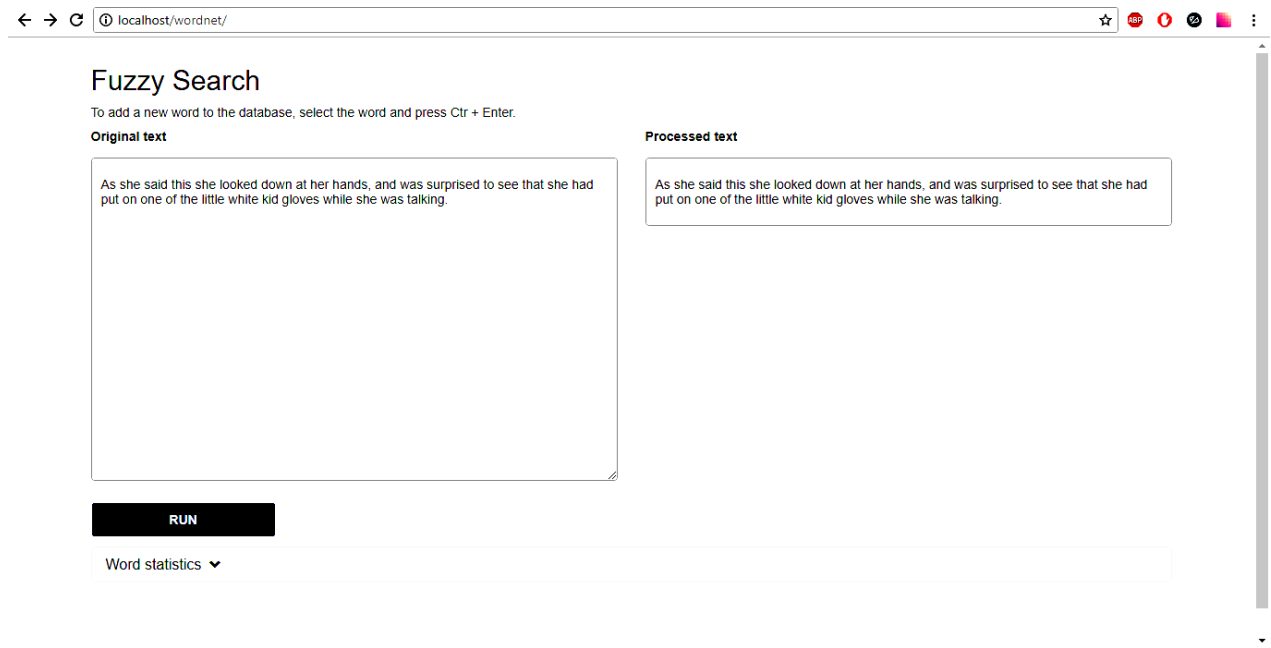 localhost/wordnet/
ABP
Fuzzy Search
To add a new word to the database, select the word and press Ctr + Enter.
Original text
Processed text
As she said this she looked down at her hands, and was surprised to see that she had
put on one of the little white kid gloves while she was talking.
As she said this she looked down at her hands, and was surprised to see that she had
put on one of the little white kid gloves while she was talking.
RUN
Word statistics